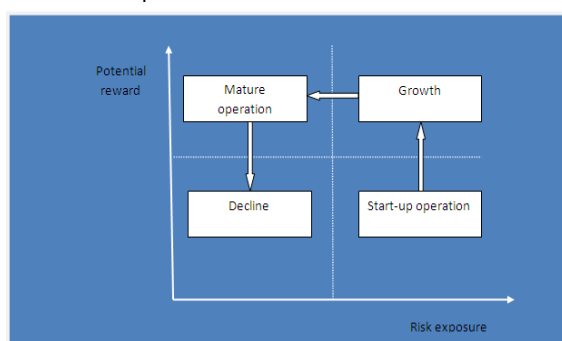 Potential
reward
Mature
operation
Growth
Decline
Start-up operation
Risk exposure